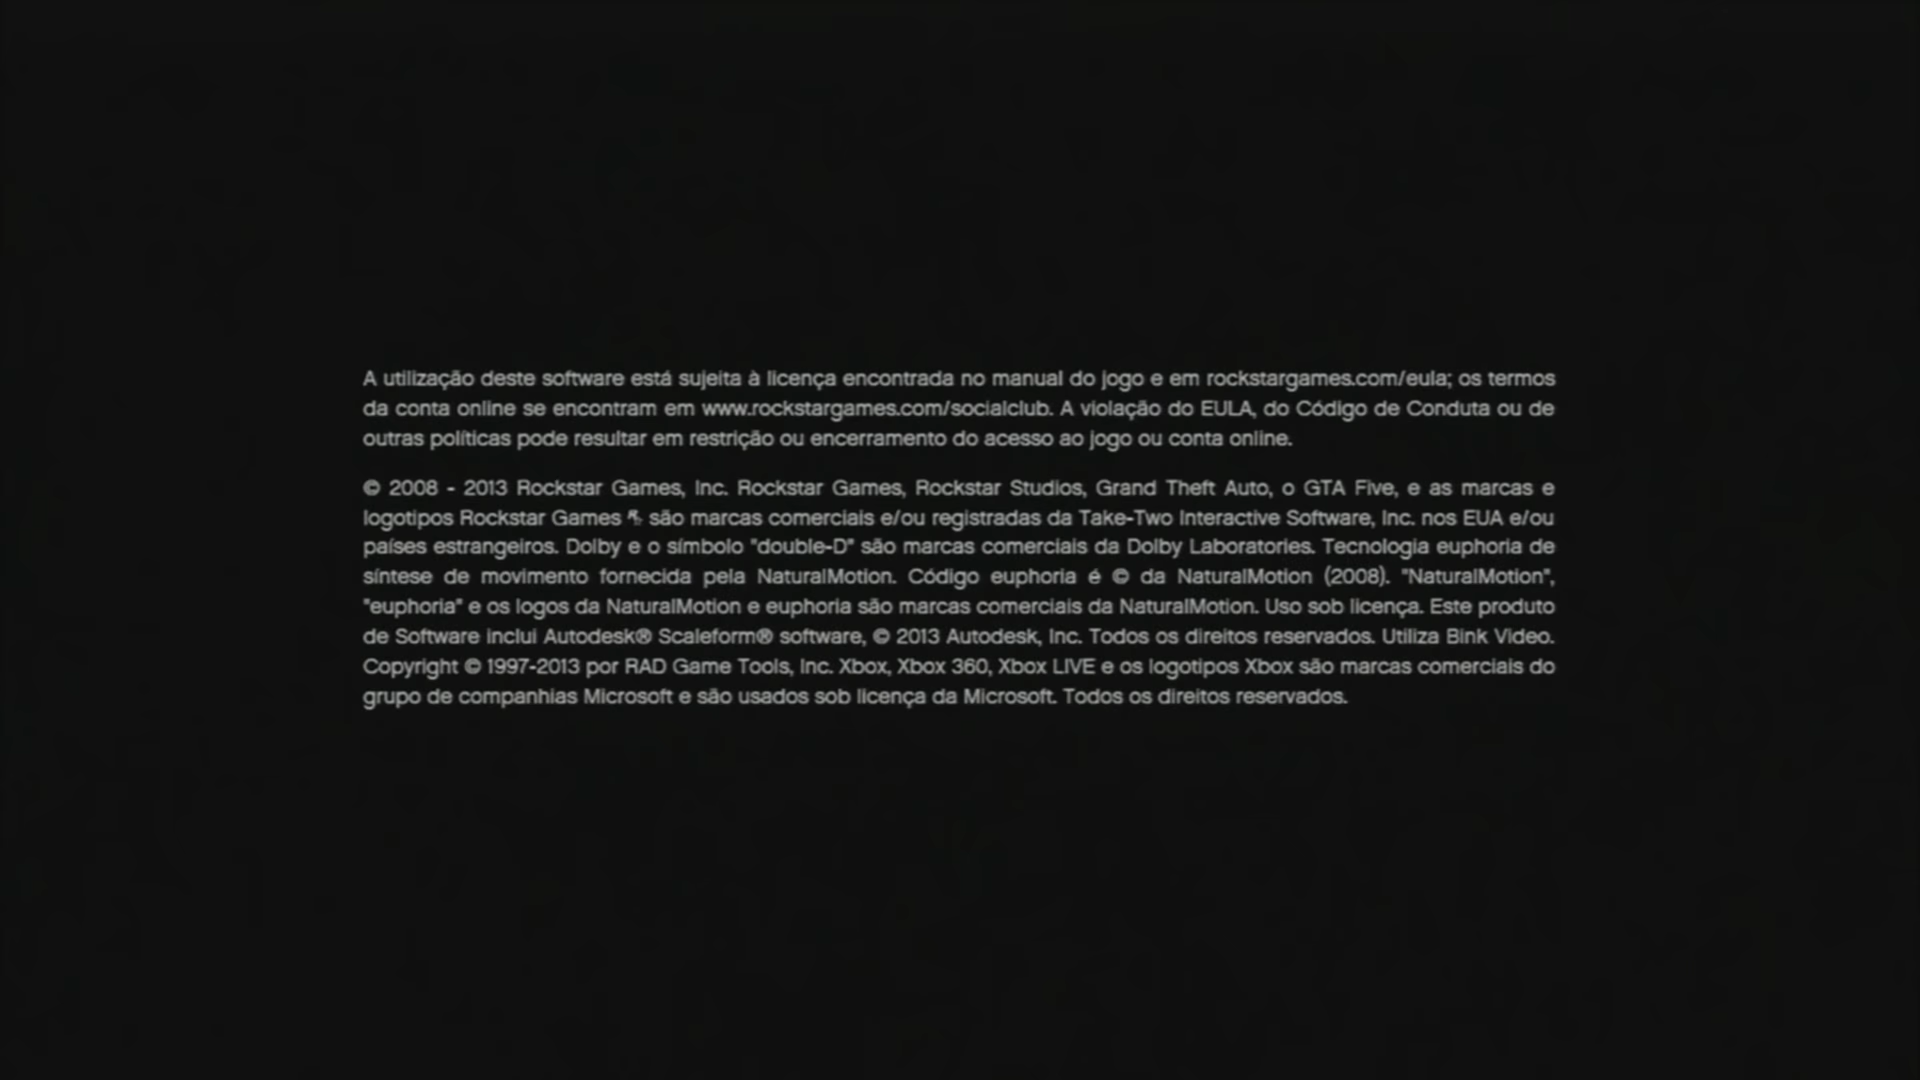 A utilização deste software está sujeita à licença encontrada no manual do jogo e em rockstargames.com/eula; os termos
da conta online se encontram em www.rockstargames.com/socialclub. A violação do EULA, do Código de Conduta ou de
outras políticas pode resultar em restrição ou encerramento do acesso ao jogo ou conta online.
© 2008 - 2013 Rockstar Games, Inc. Rockstar Games, Rockstar Studios, Grand Theft Auto, o GTA Five, e as marcas e
logotipos Rockstar Games R* são marcas comerciais e/ou registradas da Take-Two Interactive Software, Inc. nos EUA e/ou
países estrangeiros. Dolby e o símbolo "double-D" são marcas comerciais da Dolby Laboratories. Tecnologia euphoria de
síntese de movimento fornecida pela NaturalMotion. Código euphoria é © da NaturalMotion (2008). "NaturalMotion",
"euphoria" e os logos da NaturalMotion e euphoria são marcas comerciais da NaturalMotion. Uso sob licença. Este produto
de Software inclui Autodesk® Scaleform® software, © 2013 Autodesk, Inc. Todos os direitos reservados. Utiliza Bink Video.
Copyright © 1997-2013 por RAD Game Tools, Inc. Xbox, Xbox 360, Xbox LIVE e os logotipos Xbox são marcas comerciais do
grupo de companhias Microsoft e são usados sob licença da Microsoft. Todos os direitos reservados.